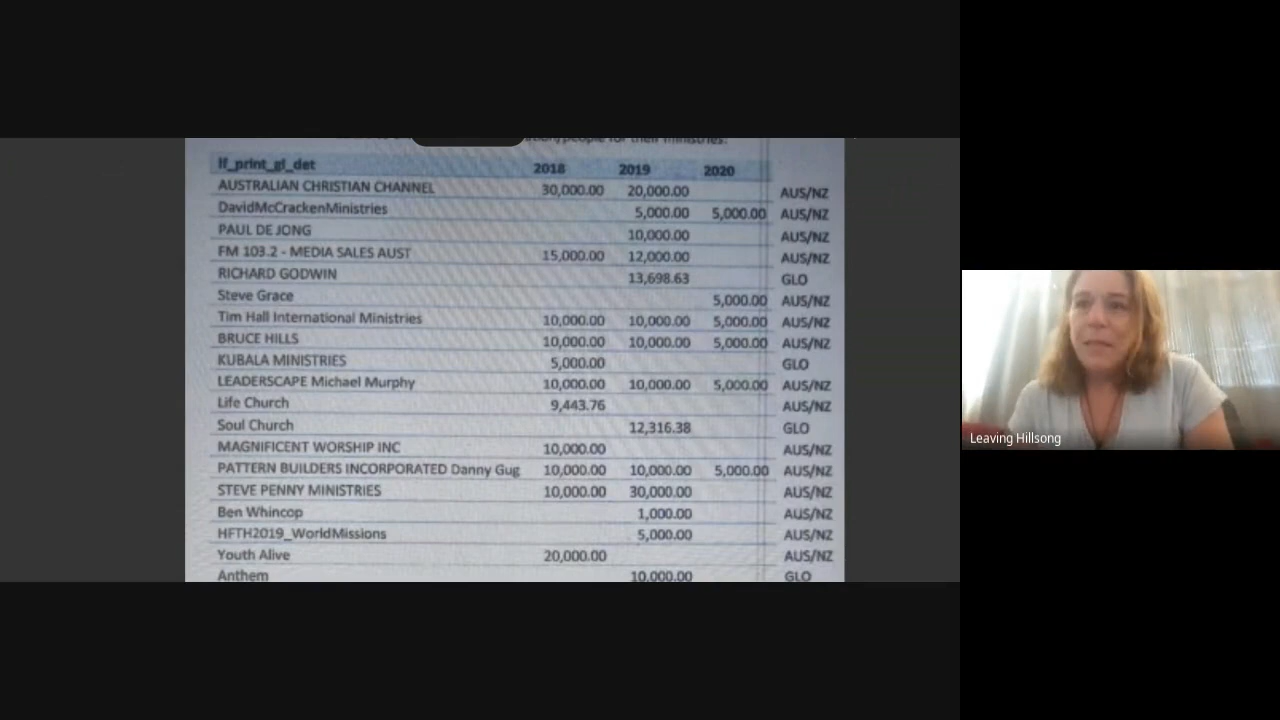 people for their ministries.
lf_print_gl_det 2018 2019 2020
AUSTRALIAN CHRISTIAN CHANNEL 30,000.00 20,000.00 AUS/NZ
DavidMcCrackenMinistries 5,000.00 5,000.00 AUS/NZ
PAUL DE JONG 10,000.00 AUS/NZ
FM 103.2 - MEDIA SALES AUST 15,000.00 12,000.00 AUS/NZ
RICHARD GODWIN 13,698.63 GLO
Steve Grace 5,000.00 AUS/NZ
Tim Hall International Ministries 10,000.00 10,000.00 5,000.00 AUS/NZ
BRUCE HILLS 10,000.00 10,000.00 5,000.00 AUS/NZ
KUBALA MINISTRIES 5,000.00 GLO
LEADERSCAPE Michael Murphy 10,000.00 10,000.00 5,000.00 AUS/NZ
Life Church 9,443.76 AUS/NZ
Soul Church 12,316.38 GLO
MAGNIFICENT WORSHIP INC 10,000.00 AUS/NZ
PATTERN BUILDERS INCORPORATED Danny Gug 10,000.00 10,000.00 5,000.00 AUS/NZ
STEVE PENNY MINISTRIES 10,000.00 30,000.00 AUS/NZ
Ben Whincop 1,000.00 AUS/NZ
HFTH2019_WorldMissions 5,000.00 AUS/NZ
Youth Alive 20,000.00 AUS/NZ
Anthem 10,000.00 GLO
Leaving Hillsong